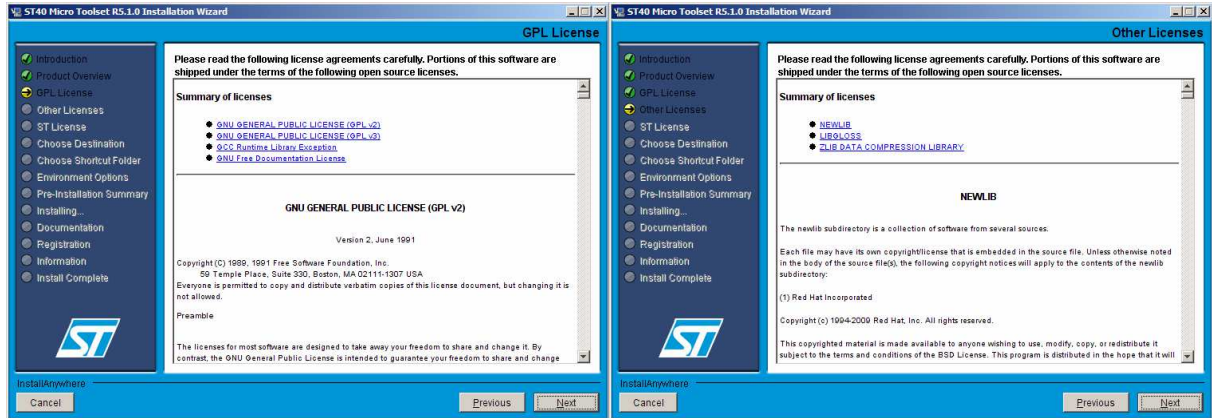 ST40 Micro Toolset R5.1.0 Installation Wizard
GPL License
Introduction
Product Overview
GPL License
Other Licenses
ST License
Choose Destination
Choose Shortcut Folder
Environment Options
Pre-Installation Summary
Installing...
Documentation
Registration
Information
Install Complete
ST
Please read the following license agreements carefully. Portions of this software are
shipped under the terms of the following open source licenses.
Summary of licenses
GNU GENERAL PUBLIC LICENSE (GPL v2)
GNU GENERAL PUBLIC LICENSE (GPL v3)
GCC Runtime Library Exception
GNU Free Documentation License
GNU GENERAL PUBLIC LICENSE (GPL v2)
Version 2, June 1991
Copyright (C) 1989, 1991 Free Software Foundation, Inc.
59 Temple Place, Suite 330, Boston, MA 02111-1307 USA
Everyone is permitted to copy and distribute verbatim copies of this license document, but changing it is
not allowed.
Preamble
The licenses for most software are designed to take away your freedom to share and change it. By
contrast, the GNU General Public License is intended to guarantee your freedom to share and change
InstallAnywhere
Cancel
Previous
Next
ST40 Micro Toolset R5.1.0 Installation Wizard
Other Licenses
Introduction
Product Overview
GPL License
Other Licenses
ST License
Choose Destination
Choose Shortcut Folder
Environment Options
Pre-Installation Summary
Installing...
Documentation
Registration
Information
Install Complete
ST
Please read the following license agreements carefully. Portions of this software are
shipped under the terms of the following open source licenses.
Summary of licenses
NEWLIB
LIBGLOSS
ZLIB DATA COMPRESSION LIBRARY
NEWLIB
The newlib subdirectory is a collection of software from several sources.
Each file may have its own copyright/license that is embedded in the source file. Unless otherwise noted
in the body of the source file(s), the following copyright notices will apply to the contents of the newlib
subdirectory:
(1) Red Hat Incorporated
Copyright (c) 1994-2009 Red Hat, Inc. All rights reserved.
This copyrighted material is made available to anyone wishing to use, modify, copy, or redistribute it
subject to the terms and conditions of the BSD License. This program is distributed in the hope that it will
InstallAnywhere
Cancel
Previous
Next